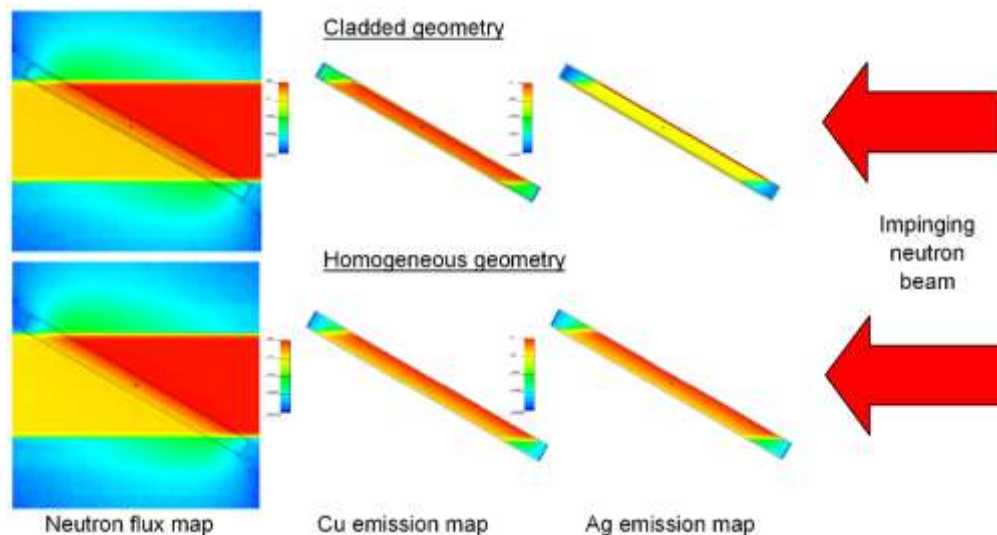 Cladded geometry
Impinging
neutron
beam
Homogeneous geometry
Neutron flux map
Cu emission map
Ag emission map